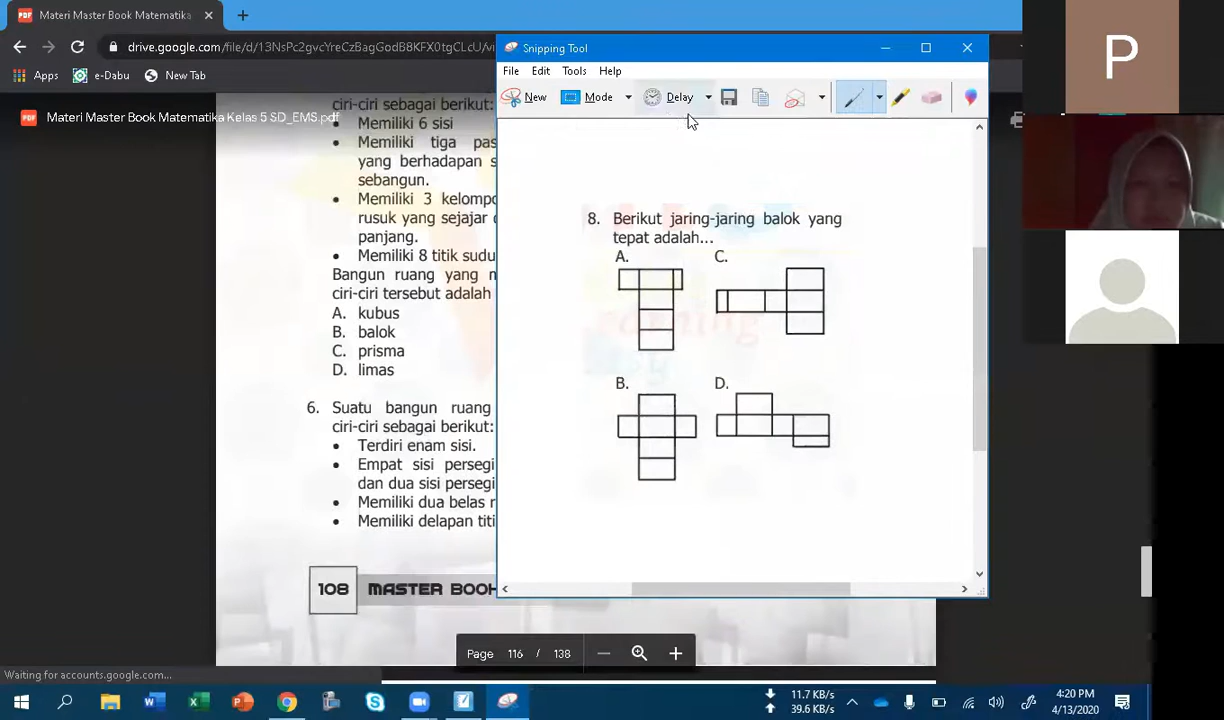 Materi Master Book Matematika
drive.google.com/file/d/13NsPc2gvcYreCzBagGodB8KFX0tgCLcU/vi
Apps e-Dabu New Tab
Materi Master Book Matematika Kelas 5 SD_EMS.pdf
ciri-ciri sebagai berikut:
• Memiliki 6 sisi
• Memiliki tiga pas
yang berhadapan s
sebangun.
• Memiliki 3 kelompo
rusuk yang sejajar d
panjang.
• Memiliki 8 titik sudu
Bangun ruang yang m
ciri-ciri tersebut adalah
A. kubus
B. balok
C. prisma
D. limas
6. Suatu bangun ruang
ciri-ciri sebagai berikut:
• Terdiri enam sisi.
• Empat sisi persegi
dan dua sisi persegi
• Memiliki dua belas r
• Memiliki delapan titi
108 MASTER BOO
Snipping Tool
File Edit Tools Help
New Mode Delay
8. Berikut jaring-jaring balok yang
tepat adalah...
A. C.
B. D.
P
Page 116 / 138
Waiting for accounts.google.com...
11.7 KB/s
39.6 KB/s
4:20 PM
4/13/2020